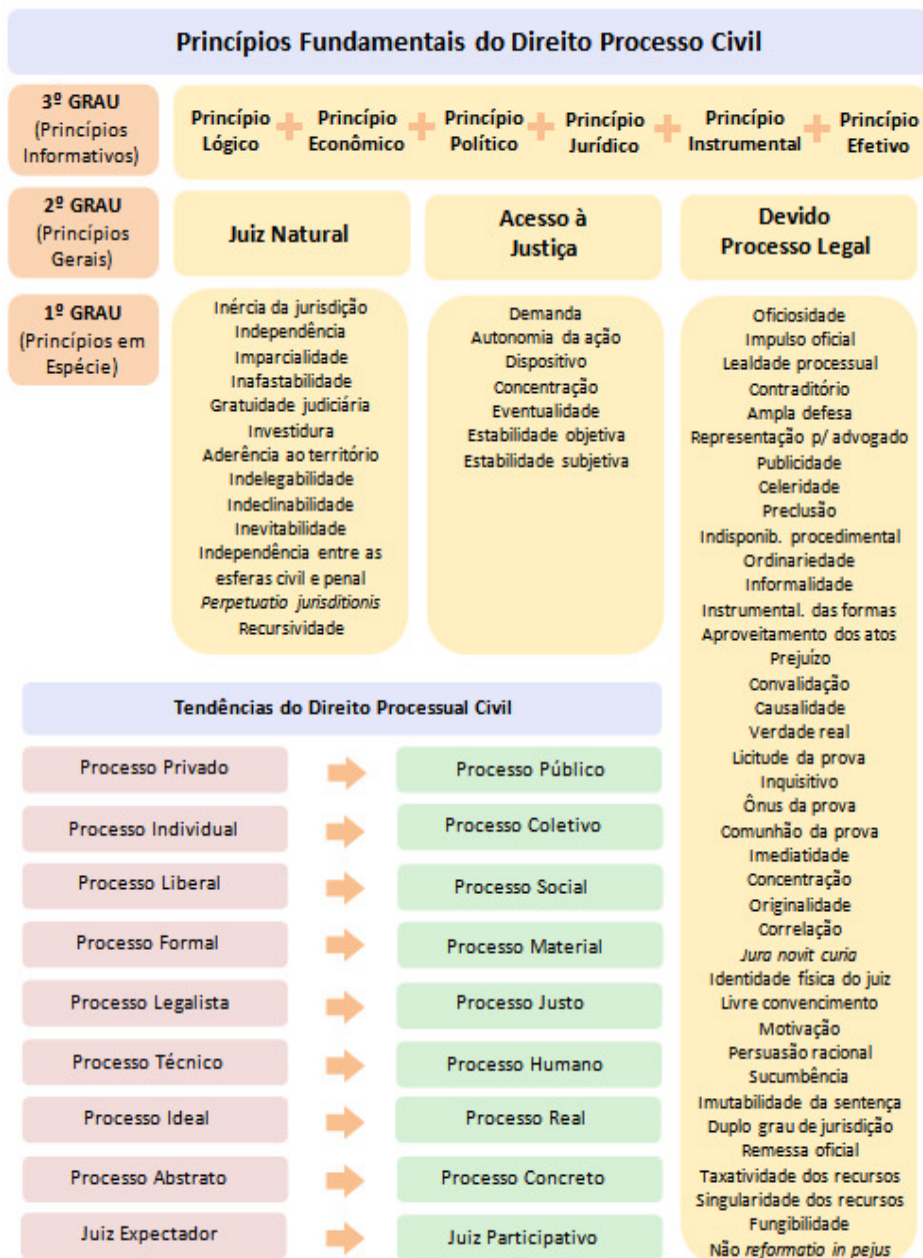 Princípios Fundamentais do Direito Processo Civil
3º GRAU
(Princípios
Informativos)
Princípio
Lógico
+
Princípio
Econômico
+
Princípio
Político
+
Princípio
Jurídico
+
Princípio
Instrumental
+
Princípio
Efetivo
2º GRAU
(Princípios
Gerais)
Juiz Natural
Acesso à
Justiça
Devido
Processo Legal
1º GRAU
(Princípios em
Espécie)
Inércia da jurisdição
Independência
Imparcialidade
Inafastabilidade
Gratuidade judiciária
Investidura
Aderência ao território
Indelegabilidade
Indeclinabilidade
Inevitabilidade
Independência entre as
esferas civil e penal
Perpetuatio jurisditionis
Recursividade
Demanda
Autonomia da ação
Dispositivo
Concentração
Eventualidade
Estabilidade objetiva
Estabilidade subjetiva
Oficiosidade
Impulso oficial
Lealdade processual
Contraditório
Ampla defesa
Representação p/ advogado
Publicidade
Celeridade
Preclusão
Indisponib. procedimental
Ordinariedade
Informalidade
Instrumental. das formas
Aproveitamento dos atos
Prejuízo
Convalidação
Causalidade
Verdade real
Licitude da prova
Inquisitivo
Ônus da prova
Comunhão da prova
Imediatidade
Concentração
Originalidade
Correlação
Jura novit curia
Identidade física do juiz
Livre convencimento
Motivação
Persuasão racional
Sucumbência
Imutabilidade da sentença
Duplo grau de jurisdição
Remessa oficial
Taxatividade dos recursos
Singularidade dos recursos
Fungibilidade
Não reformatio in pejus
Tendências do Direito Processual Civil
Processo Privado
Processo Público
Processo Individual
Processo Coletivo
Processo Liberal
Processo Social
Processo Formal
Processo Material
Processo Legalista
Processo Justo
Processo Técnico
Processo Humano
Processo Ideal
Processo Real
Processo Abstrato
Processo Concreto
Juiz Expectador
Juiz Participativo